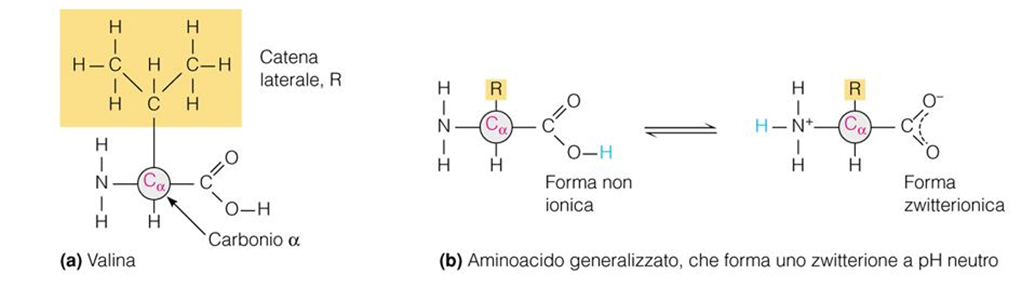 H H
H–C H C–H
H C H
Catena
laterale, R
H
N Cα C O
H H O–H
Carbonio α
(a) Valina
H R O
N Cα C
H H O–H
Forma non
ionica
H R O⁻
H–N⁺ Cα C
H H O
Forma
zwitterionica
(b) Aminoacido generalizzato, che forma uno zwitterione a pH neutro